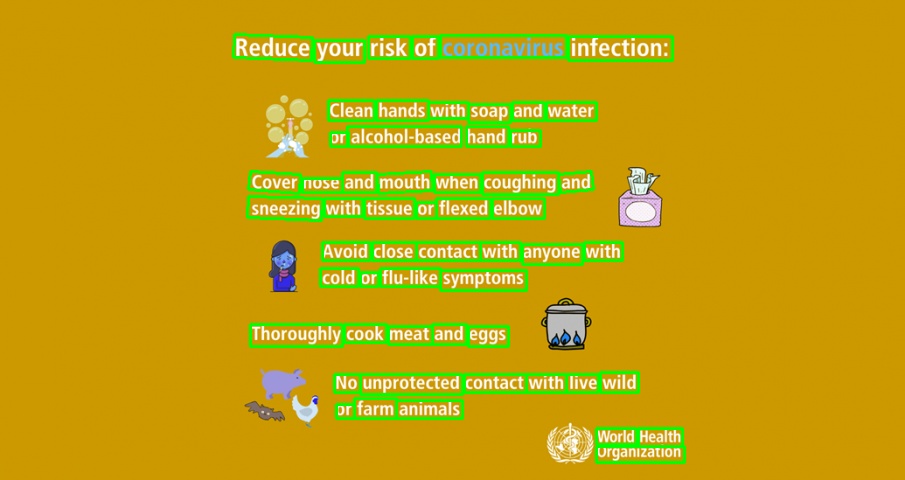 Reduce your risk of coronavirus infection:
Clean hands with soap and water
or alcohol-based hand rub
Cover nose and mouth when coughing and
sneezing with tissue or flexed elbow
Avoid close contact with anyone with
cold or flu-like symptoms
Thoroughly cook meat and eggs
No unprotected contact with live wild
or farm animals
World Health
Organization